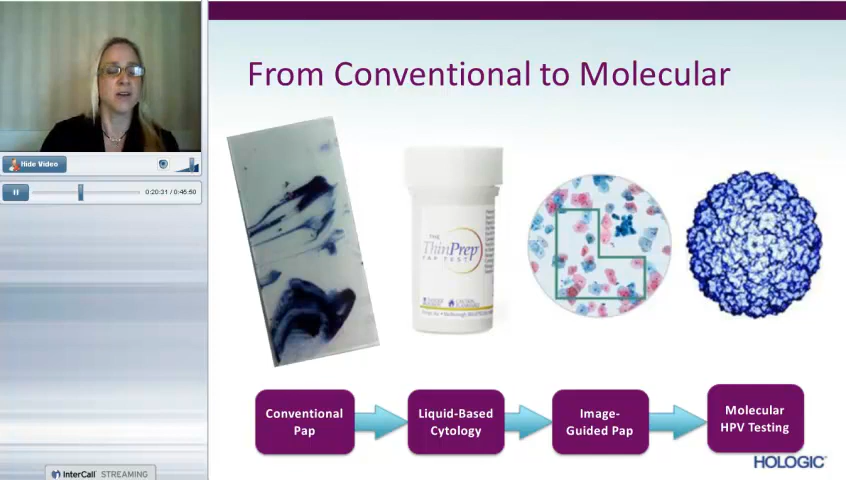 From Conventional to Molecular
Hide Video
0:20:31 / 0:45:50
THE
ThinPrep
PAP TEST
Conventional
Pap
Liquid-Based
Cytology
Image-
Guided Pap
Molecular
HPV Testing
HOLOGIC
InterCall STREAMING